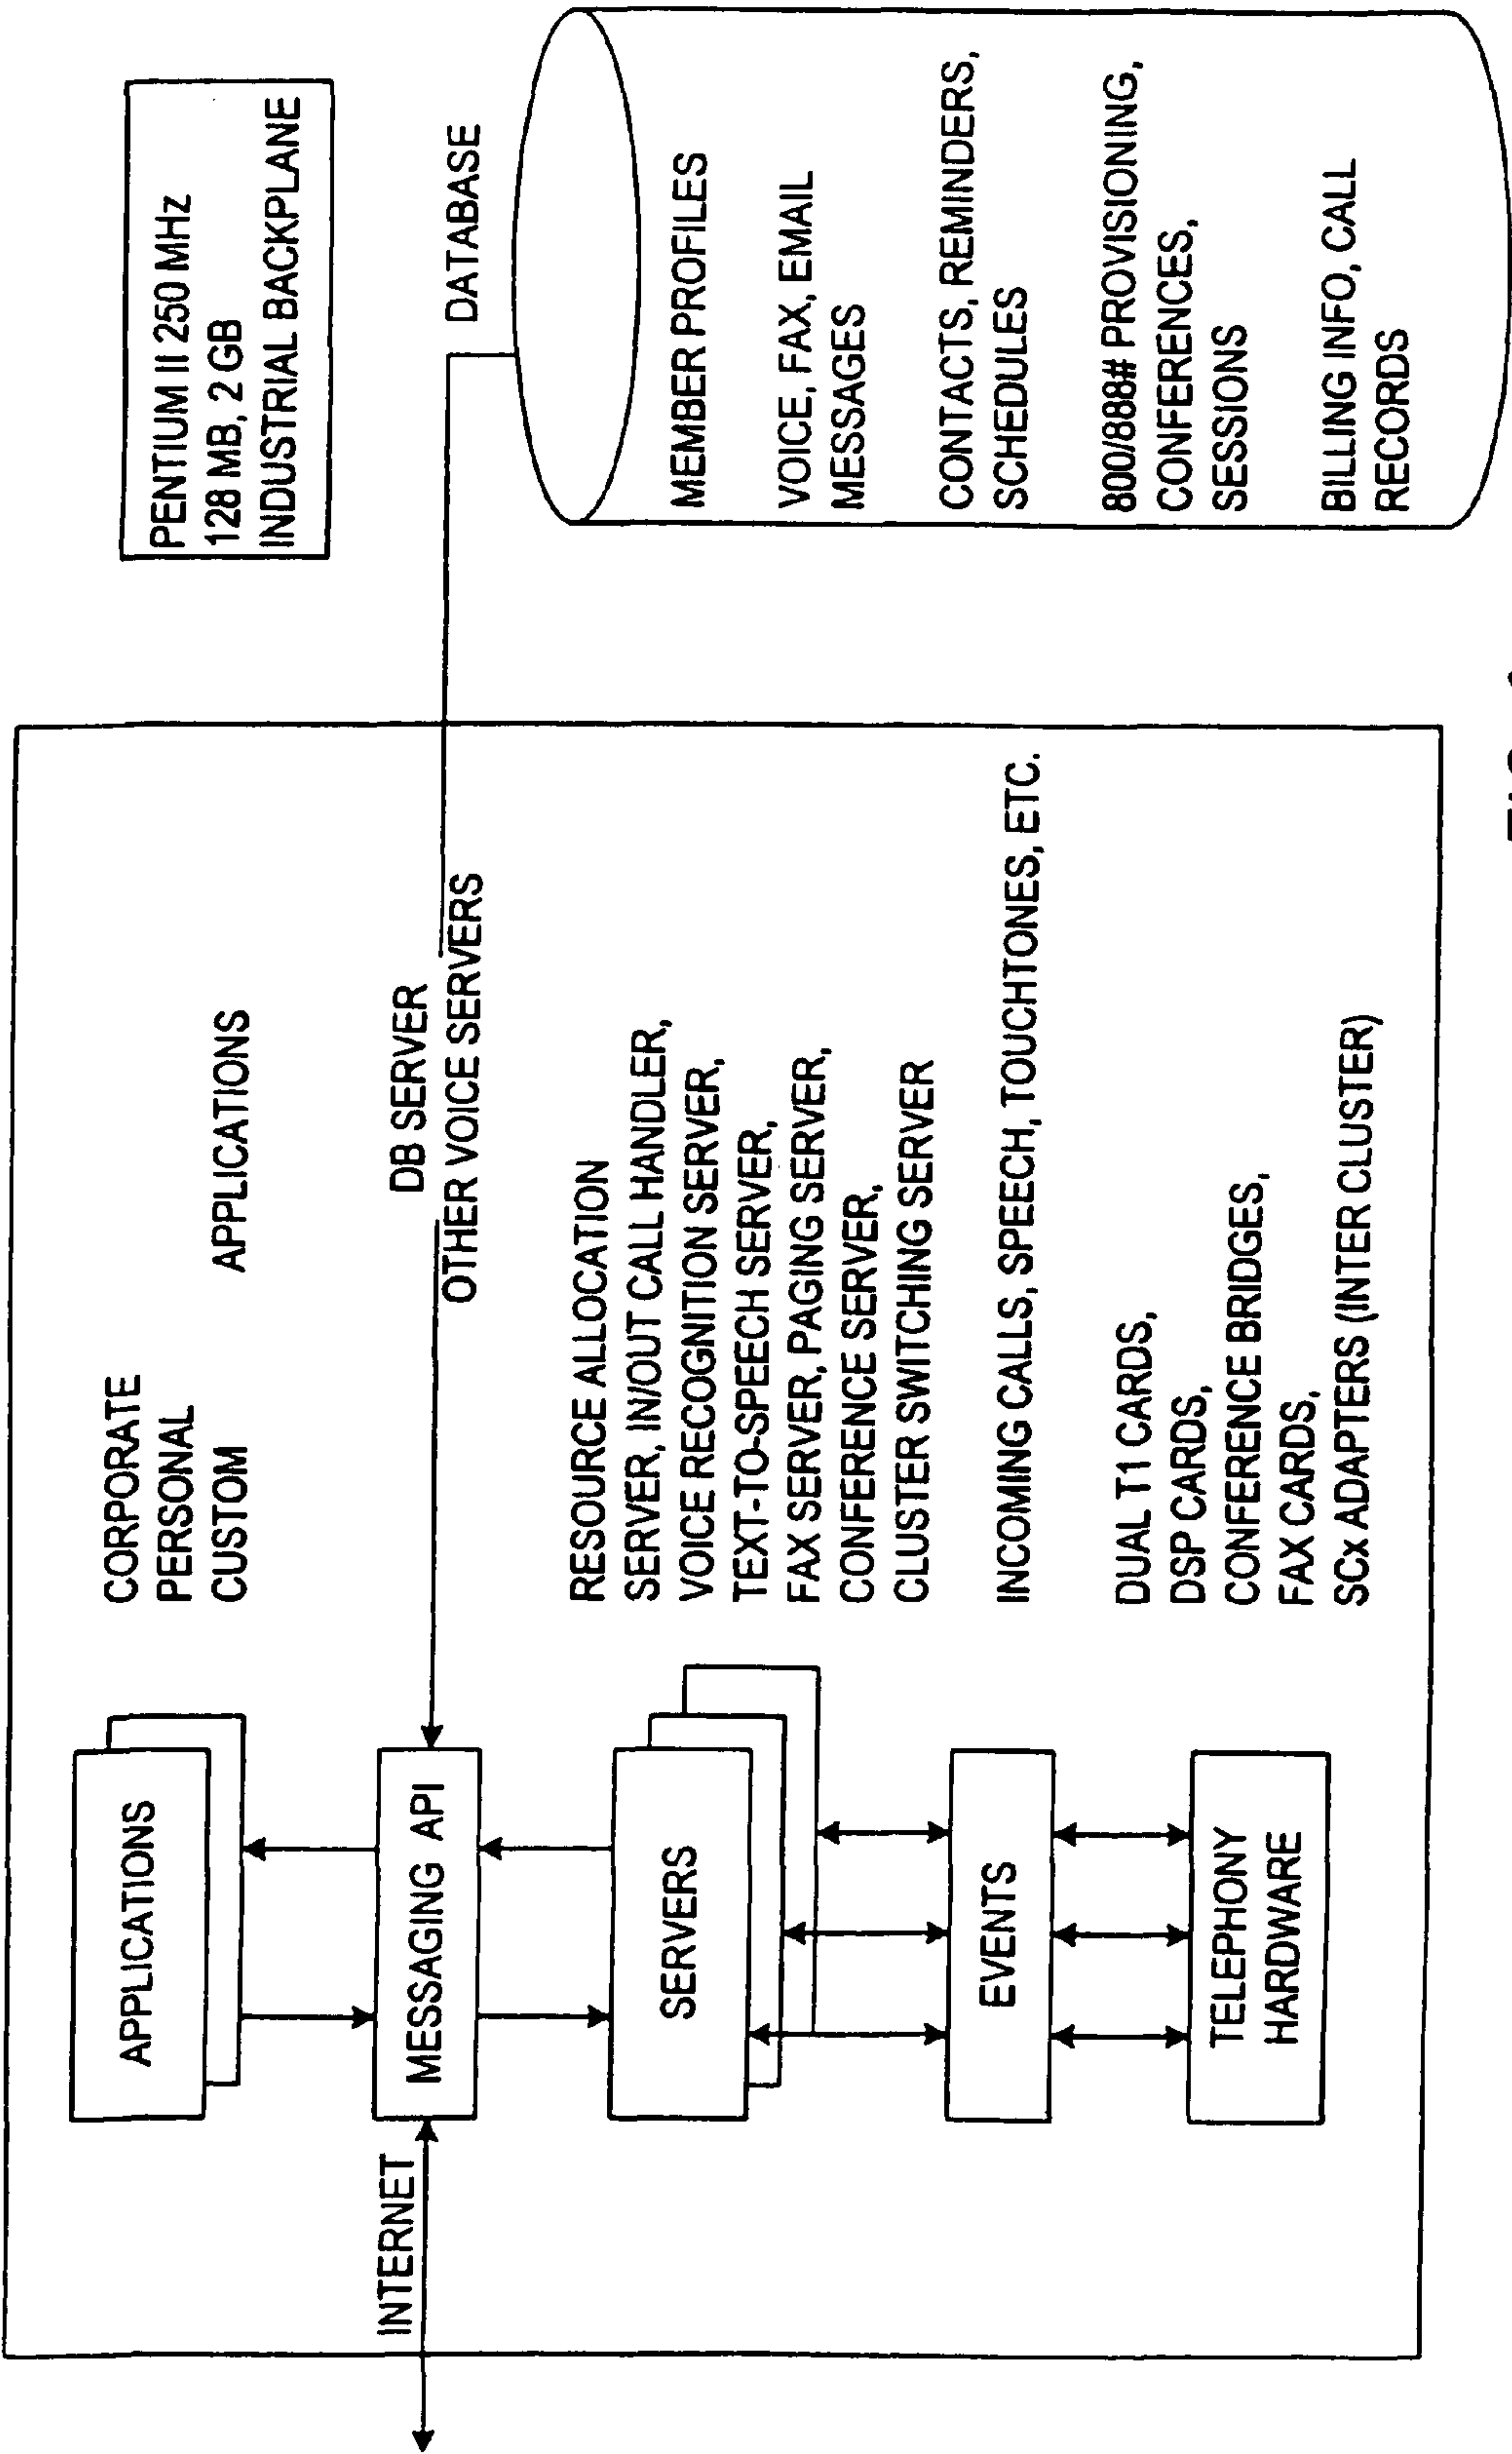 PENTIUM II 250 MHz
128 MB, 2 GB
INDUSTRIAL BACKPLANE
CORPORATE
PERSONAL
CUSTOM APPLICATIONS
APPLICATIONS
INTERNET
MESSAGING API
DB SERVER
OTHER VOICE SERVERS
DATABASE
SERVERS
RESOURCE ALLOCATION
SERVER, IN/OUT CALL HANDLER,
VOICE RECOGNITION SERVER,
TEXT-TO-SPEECH SERVER,
FAX SERVER, PAGING SERVER,
CONFERENCE SERVER,
CLUSTER SWITCHING SERVER
EVENTS
INCOMING CALLS, SPEECH, TOUCHTONES, ETC.
TELEPHONY
HARDWARE
DUAL T1 CARDS,
DSP CARDS,
CONFERENCE BRIDGES,
FAX CARDS,
SCx ADAPTERS (INTER CLUSTER)
MEMBER PROFILES
VOICE, FAX, EMAIL
MESSAGES
CONTACTS, REMINDERS,
SCHEDULES
800/888# PROVISIONING,
CONFERENCES,
SESSIONS
BILLING INFO, CALL
RECORDS